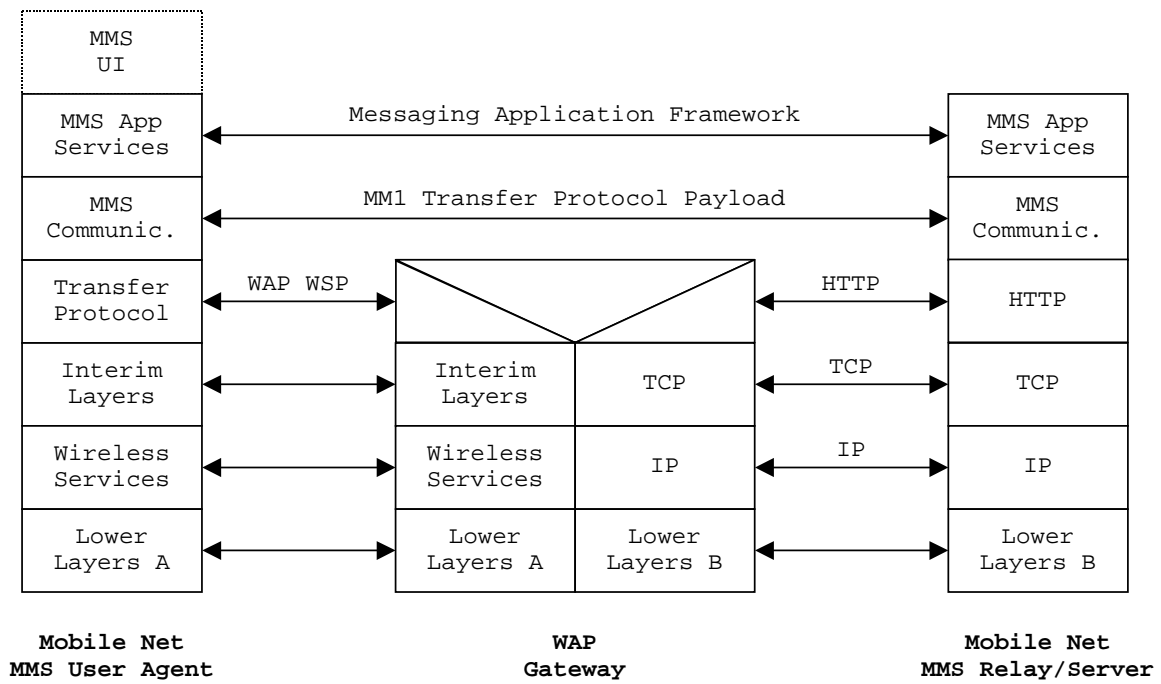 MMS
UI
MMS App
Services
Messaging Application Framework
MMS App
Services
MMS
Communic.
MM1 Transfer Protocol Payload
MMS
Communic.
Transfer
Protocol
WAP WSP
HTTP
HTTP
Interim
Layers
Interim
Layers
TCP
TCP
TCP
Wireless
Services
Wireless
Services
IP
IP
IP
Lower
Layers A
Lower
Layers A
Lower
Layers B
Lower
Layers B
Mobile Net
MMS User Agent
WAP
Gateway
Mobile Net
MMS Relay/Server